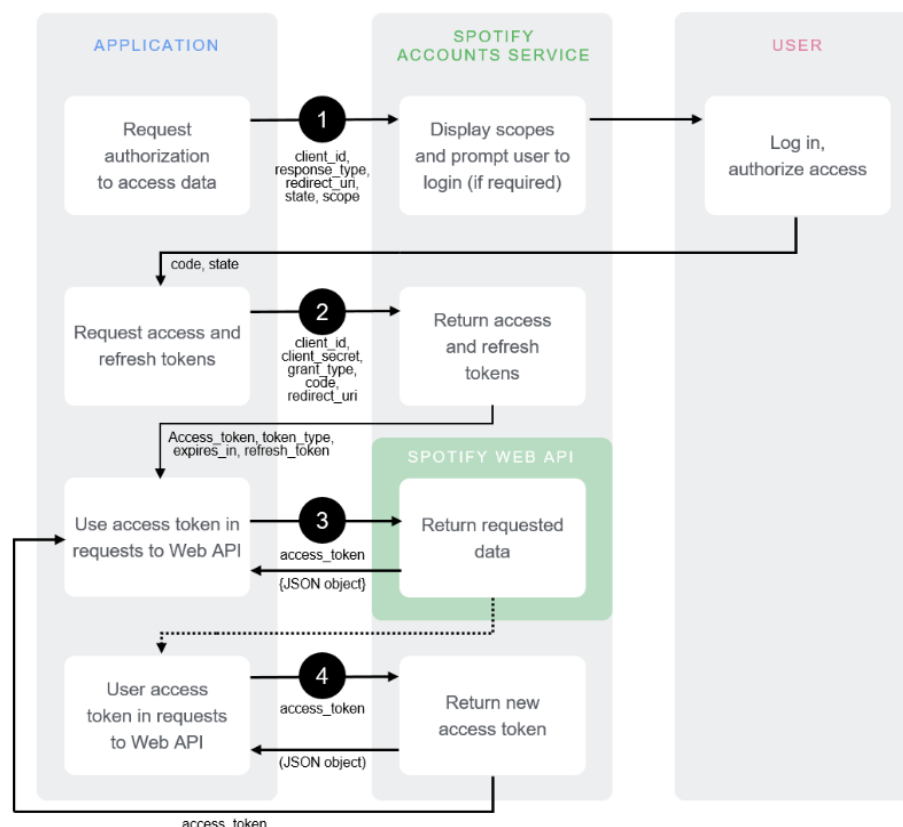 APPLICATION
SPOTIFY
ACCOUNTS SERVICE
USER
Request
authorization
to access data
1
client_id,
response_type,
redirect_uri,
state, scope
Display scopes
and prompt user to
login (if required)
Log in,
authorize access
code, state
Request access and
refresh tokens
2
client_id,
client_secret,
grant_type,
code,
redirect_uri
Return access
and refresh
tokens
Access_token, token_type,
expires_in, refresh_token
SPOTIFY WEB API
Use access token in
requests to Web API
3
access_token
{JSON object}
Return requested
data
User access
token in requests
to Web API
4
access_token
(JSON object)
Return new
access token
access_token